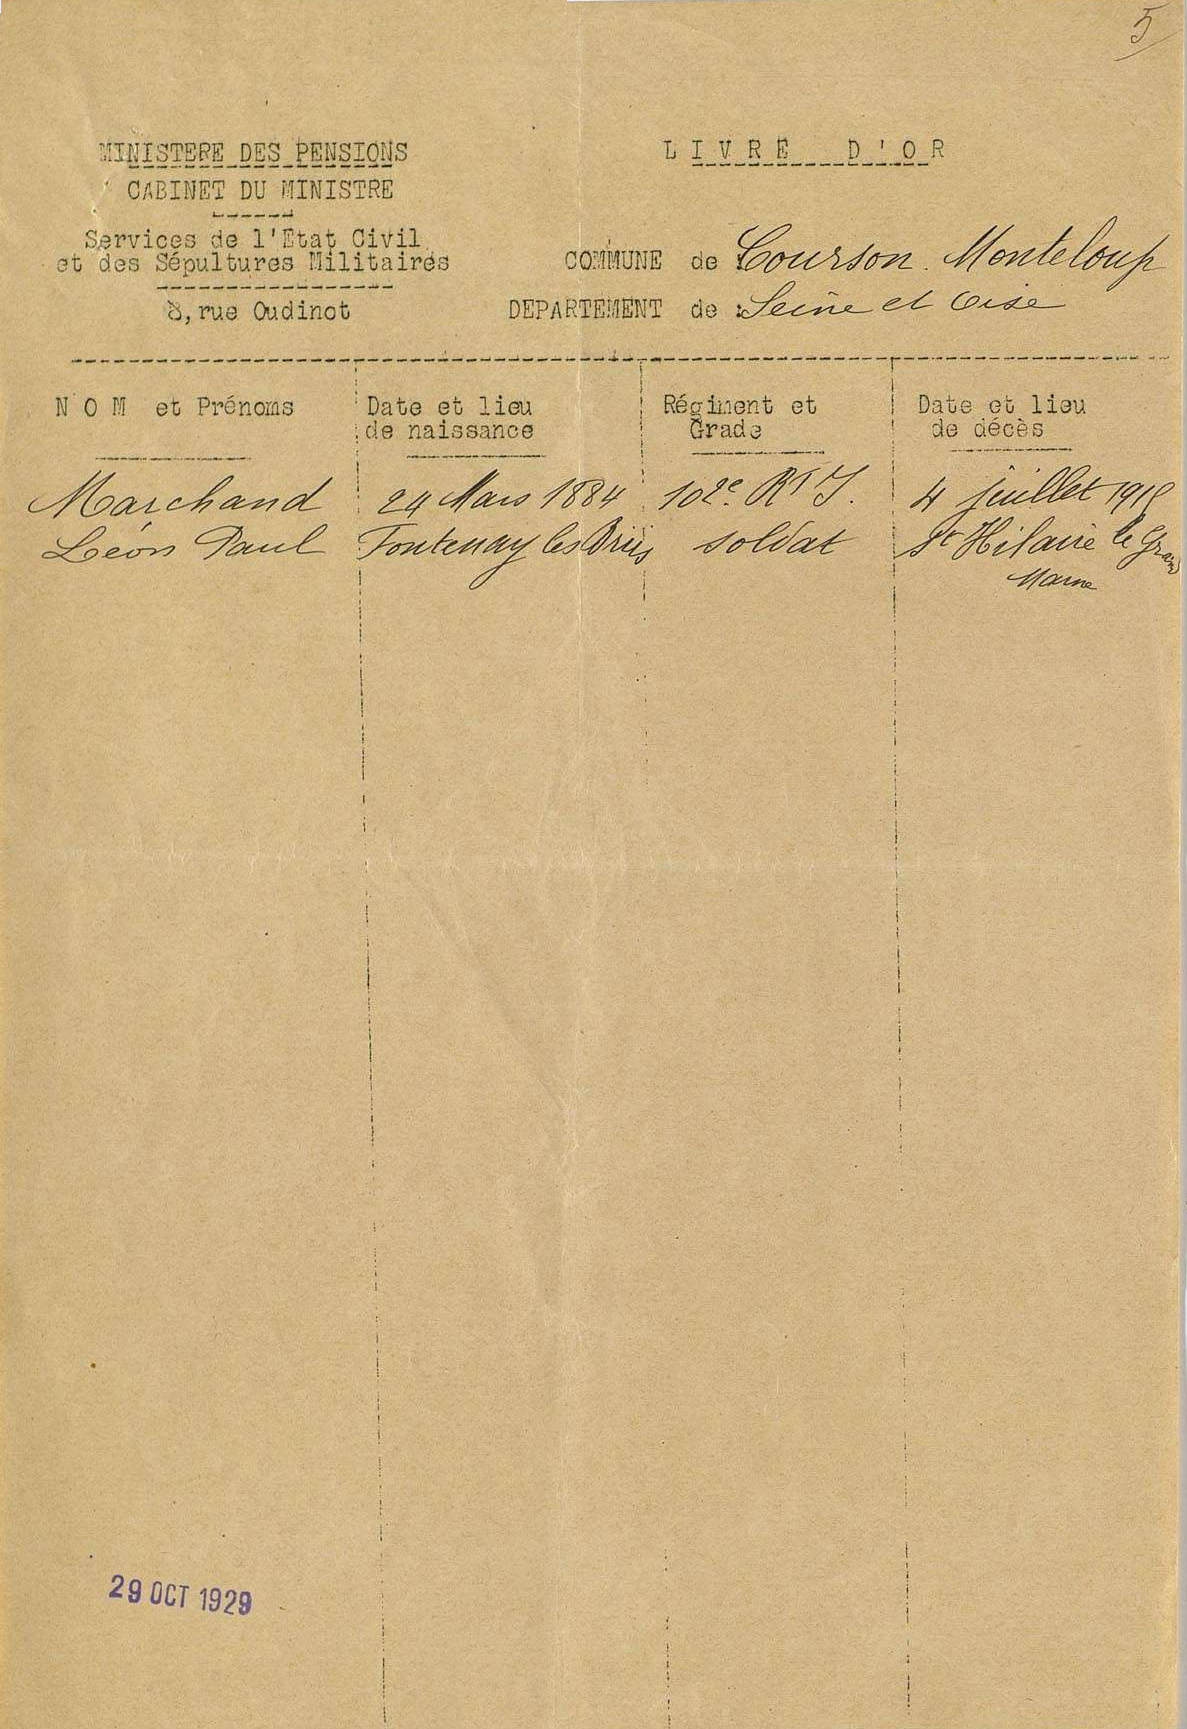 5
MINISTERE DES PENSIONS
CABINET DU MINISTRE
Services de l'Etat Civil
et des Sépultures Militaires
8, rue Oudinot
LIVRE D'OR
COMMUNE de Courson Monteloup
DEPARTEMENT de : Seine et Oise
NOM et Prénoms
Date et lieu
de naissance
Régiment et
Grade
Date et lieu
de décès
Marchand
Léon Paul
24 Mars 1884
Fontenay les Briis
102e R I
soldat
4 juillet
St Hilaire le Grand
Marne
29 OCT 1929